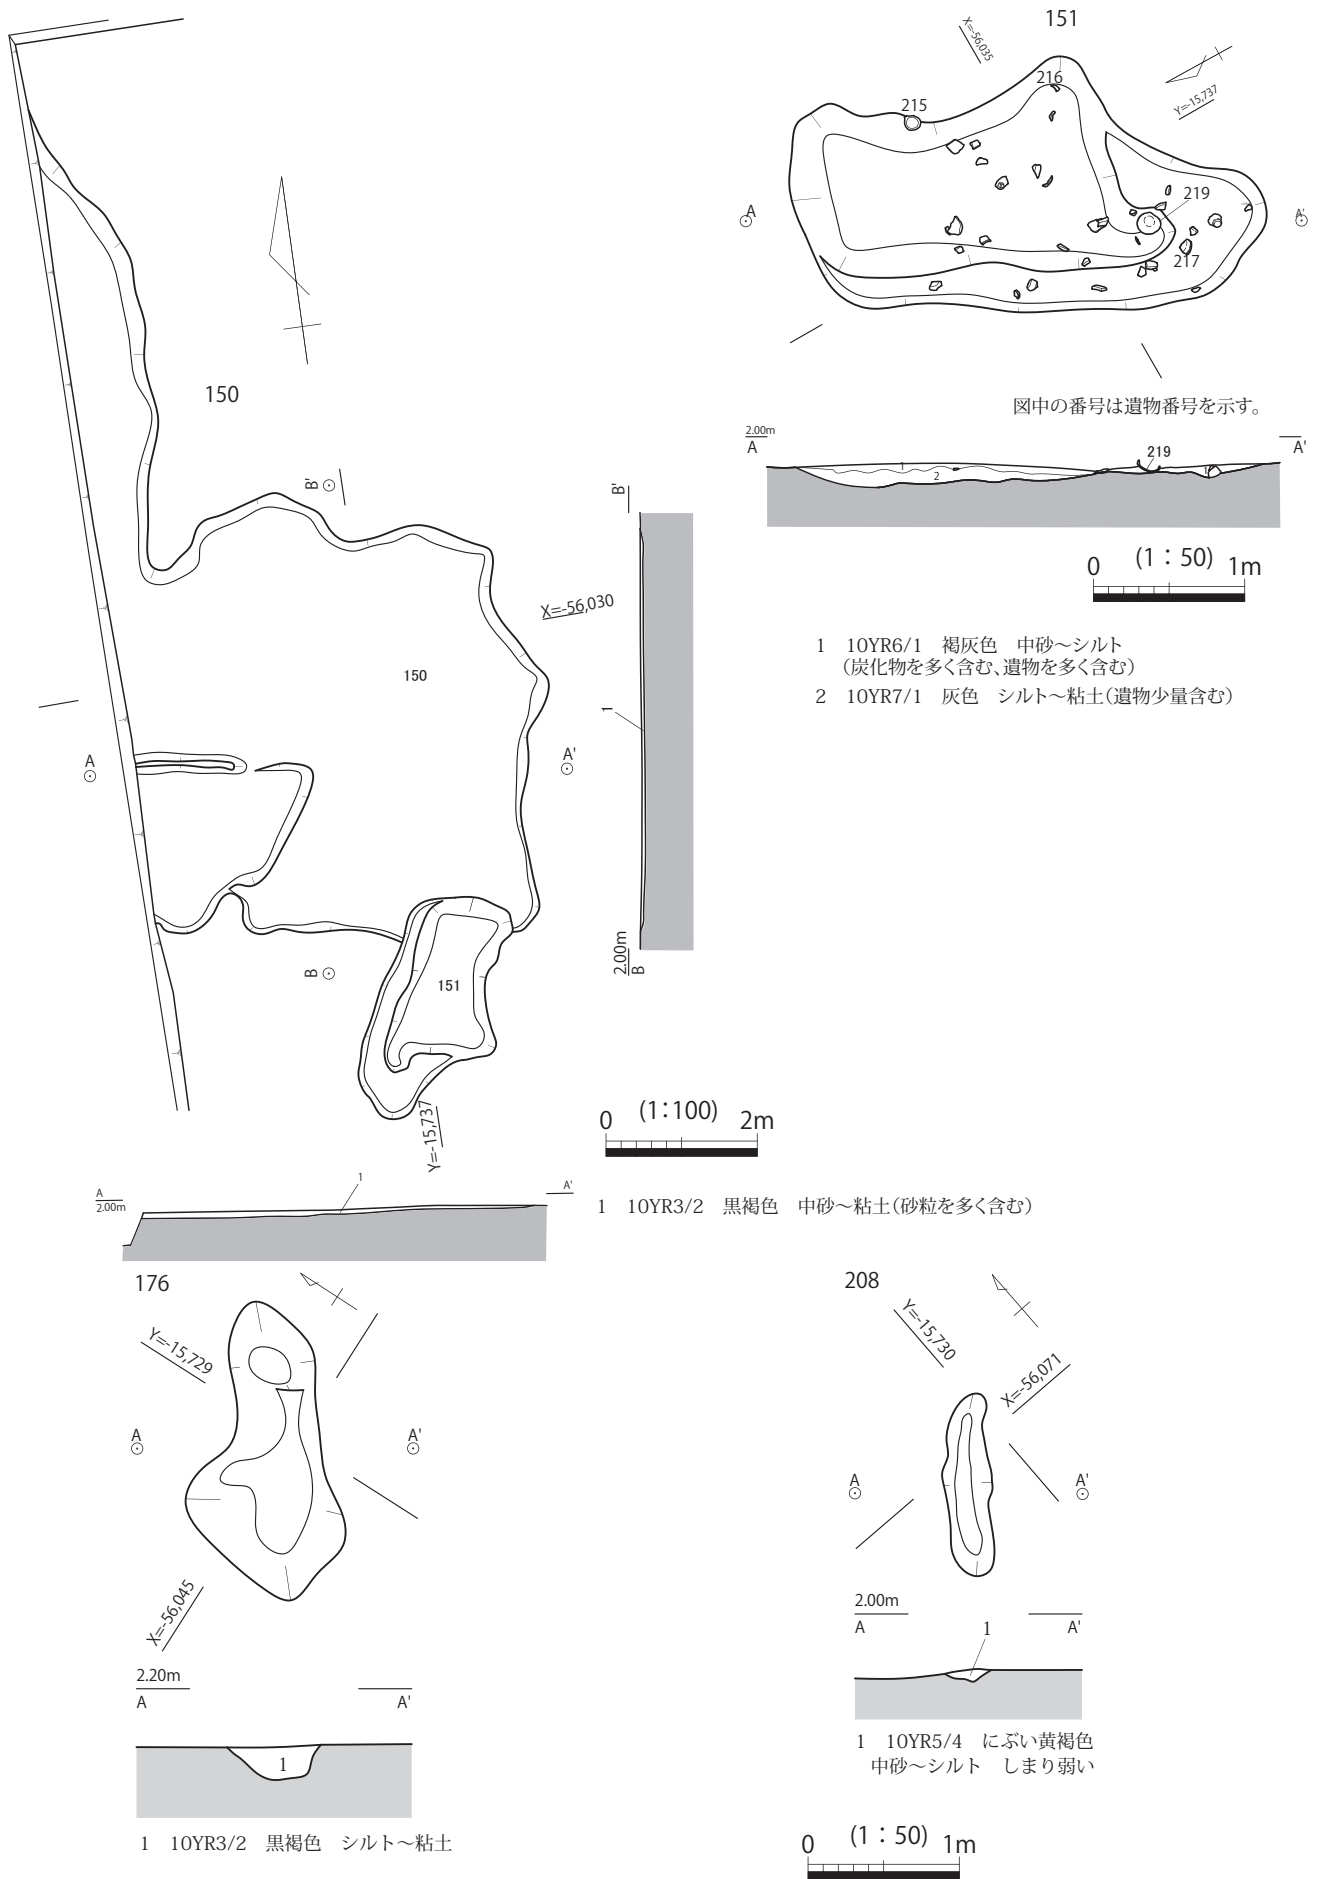 151
X=-56,035
Y=-15,737
215
216
219
217
A
A'
図中の番号は遺物番号を示す。
2.00m
A
A'
219
1
2
1
0 (1：50) 1m
1 10YR6/1 褐灰色 中砂～シルト
（炭化物を多く含む、遺物を多く含む）
2 10YR7/1 灰色 シルト～粘土（遺物少量含む）
150
B'
B'
X=-56,030
150
1
A
A'
B
2.00m
B
151
Y=-15,737
0 (1：100) 2m
A
2.00m
1
A'
1 10YR3/2 黒褐色 中砂～粘土（砂粒を多く含む）
176
Y=-15,729
A
A'
X=-56,045
2.20m
A
A'
1
1 10YR3/2 黒褐色 シルト～粘土
208
Y=-15,730
X=-56,071
A
A'
2.00m
A
A'
1
1 10YR5/4 にぶい黄褐色
中砂～シルト しまり弱い
0 (1：50) 1m